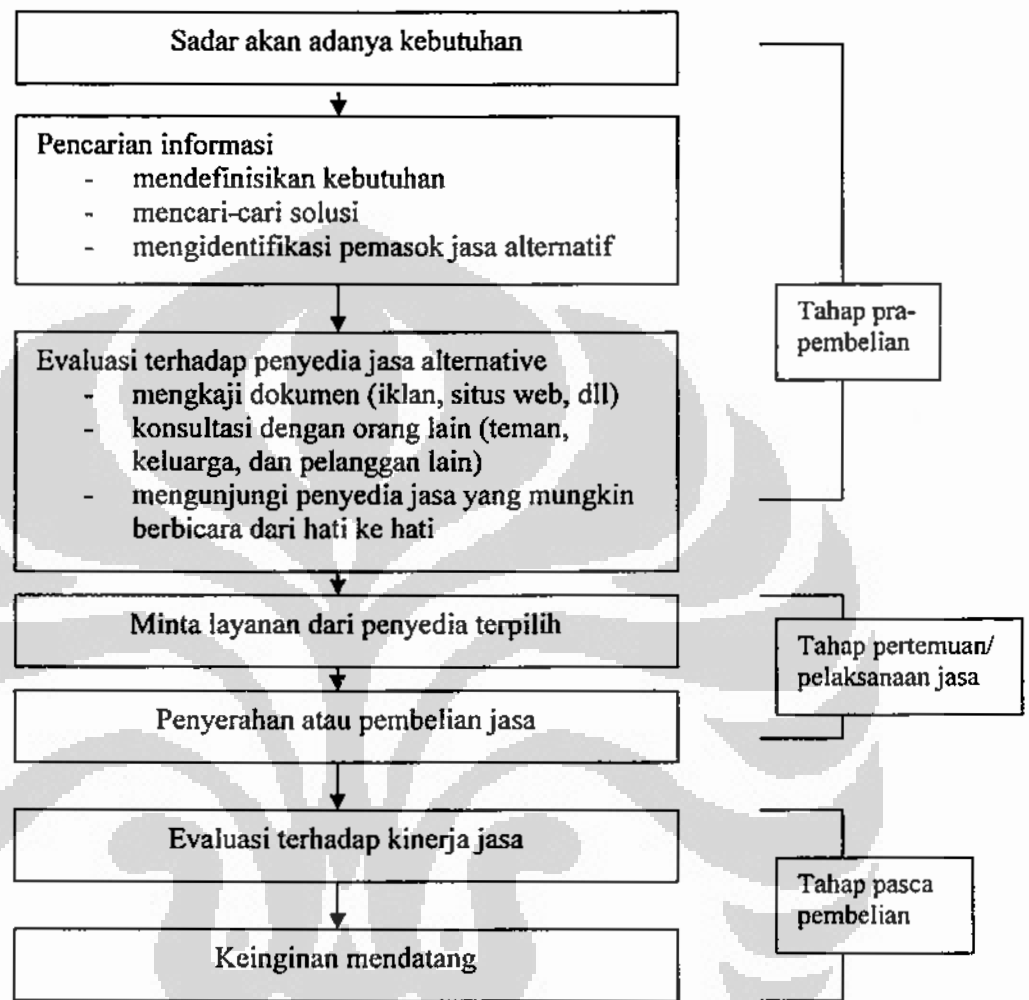 Sadar akan adanya kebutuhan
Pencarian informasi
- mendefinisikan kebutuhan
- mencari-cari solusi
- mengidentifikasi pemasok jasa alternatif
Tahap pra-
pembelian
Evaluasi terhadap penyedia jasa alternative
- mengkaji dokumen (iklan, situs web, dll)
- konsultasi dengan orang lain (teman,
keluarga, dan pelanggan lain)
- mengunjungi penyedia jasa yang mungkin
berbicara dari hati ke hati
Minta layanan dari penyedia terpilih
Tahap pertemuan/
pelaksanaan jasa
Penyerahan atau pembelian jasa
Evaluasi terhadap kinerja jasa
Tahap pasca
pembelian
Keinginan mendatang